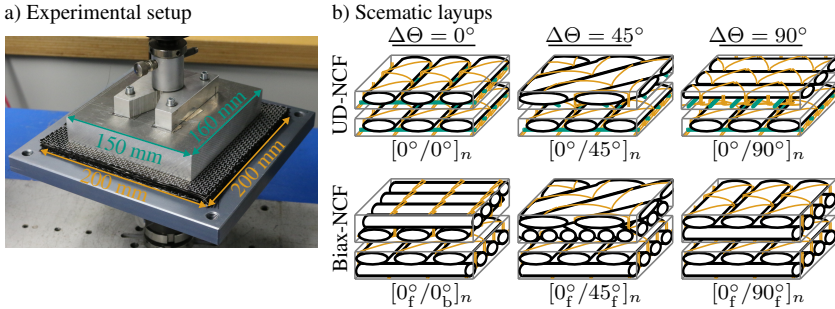 a) Experimental setup
150 mm
160 mm
200 mm
200 mm
b) Scematic layups
ΔΘ = 0°
ΔΘ = 45°
ΔΘ = 90°
UD-NCF
[0°/0°]n
[0°/45°]n
[0°/90°]n
Biax-NCF
[0°f/0°b]n
[0°f/45°f]n
[0°f/90°f]n